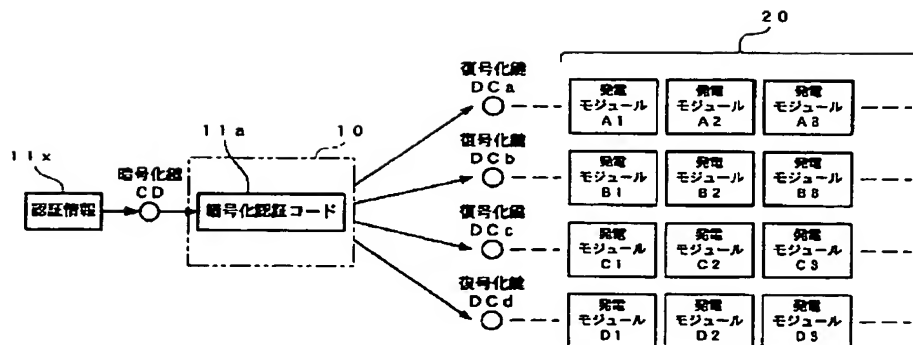 20
復号化鍵
DCa
発電
モジュール
A1
発電
モジュール
A2
発電
モジュール
A3
11a
10
11x
暗号化鍵
CD
認証情報
暗号化認証コード
復号化鍵
DCb
発電
モジュール
B1
発電
モジュール
B2
発電
モジュール
B3
復号化鍵
DCc
発電
モジュール
C1
発電
モジュール
C2
発電
モジュール
C3
復号化鍵
DCd
発電
モジュール
D1
発電
モジュール
D2
発電
モジュール
D3